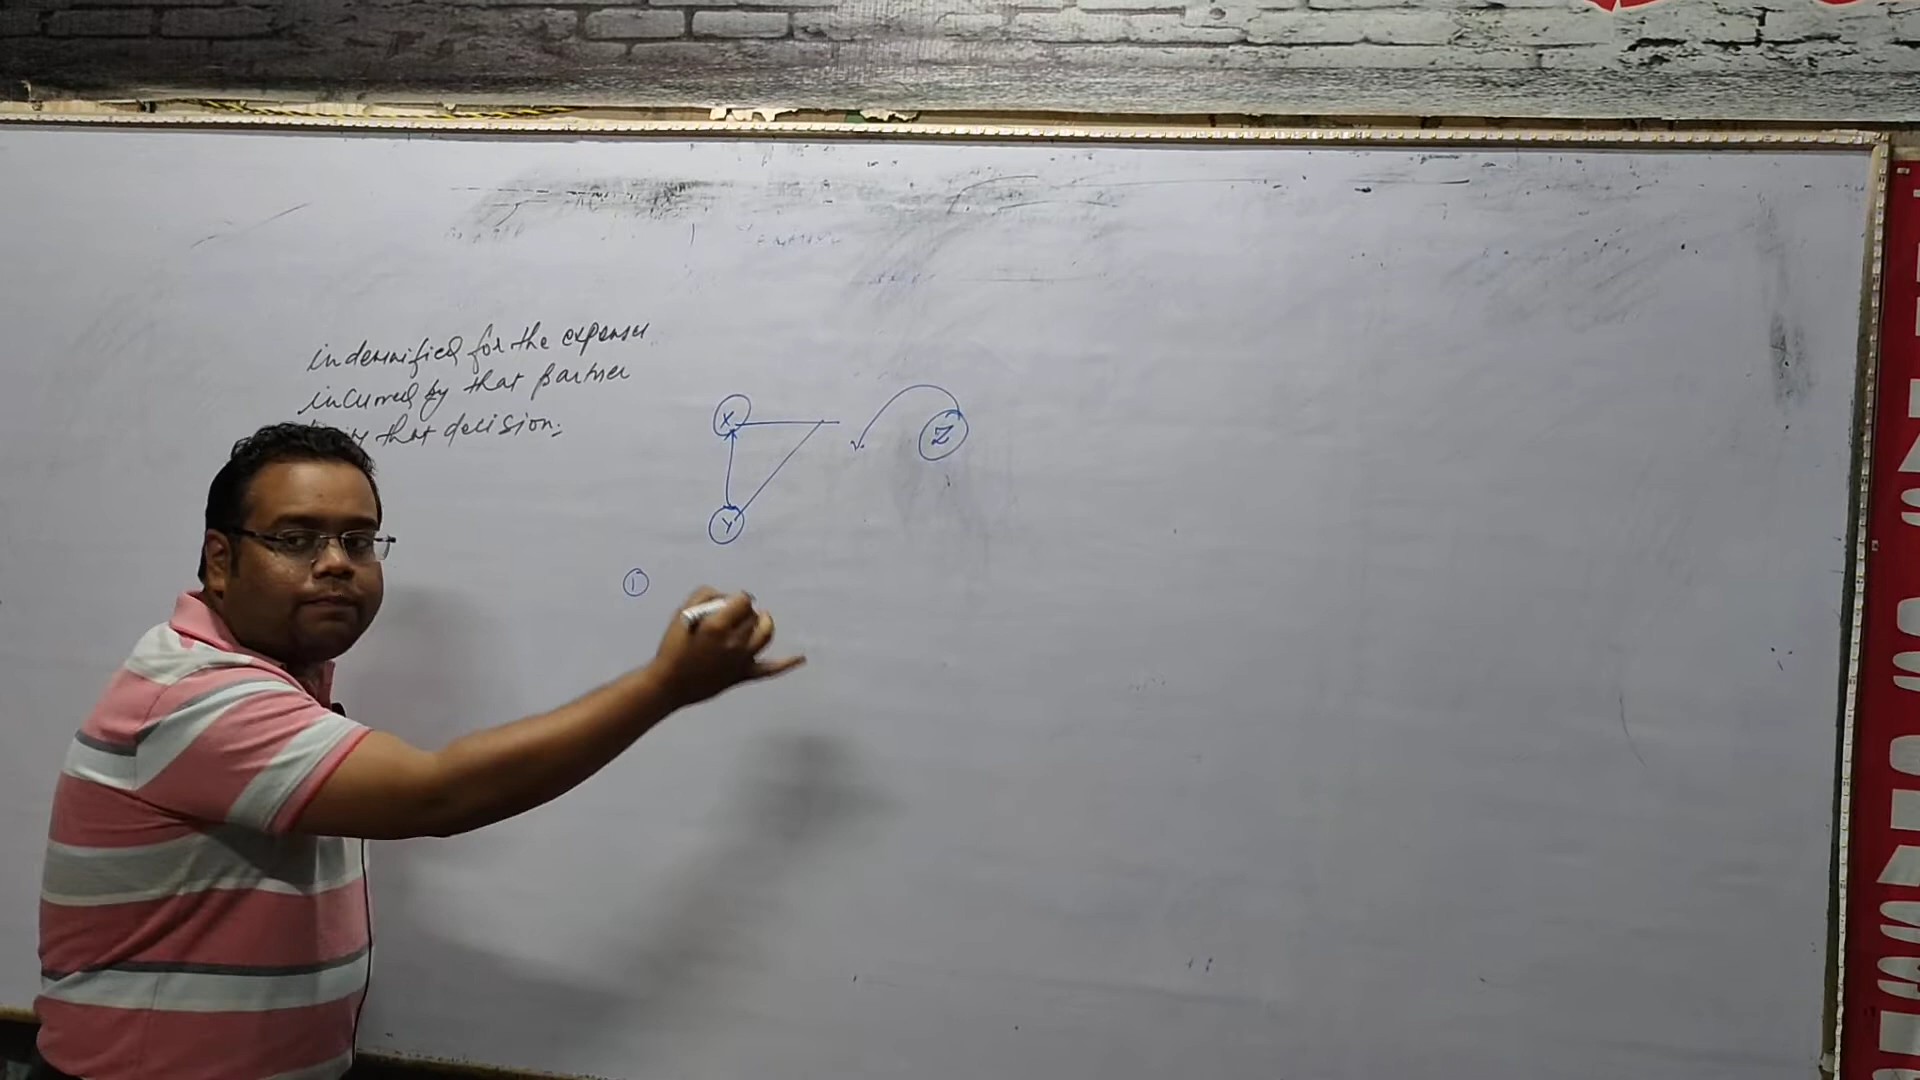 indemnified for the expenses
incurred by that partner
that decision.
X
Z
Y
1